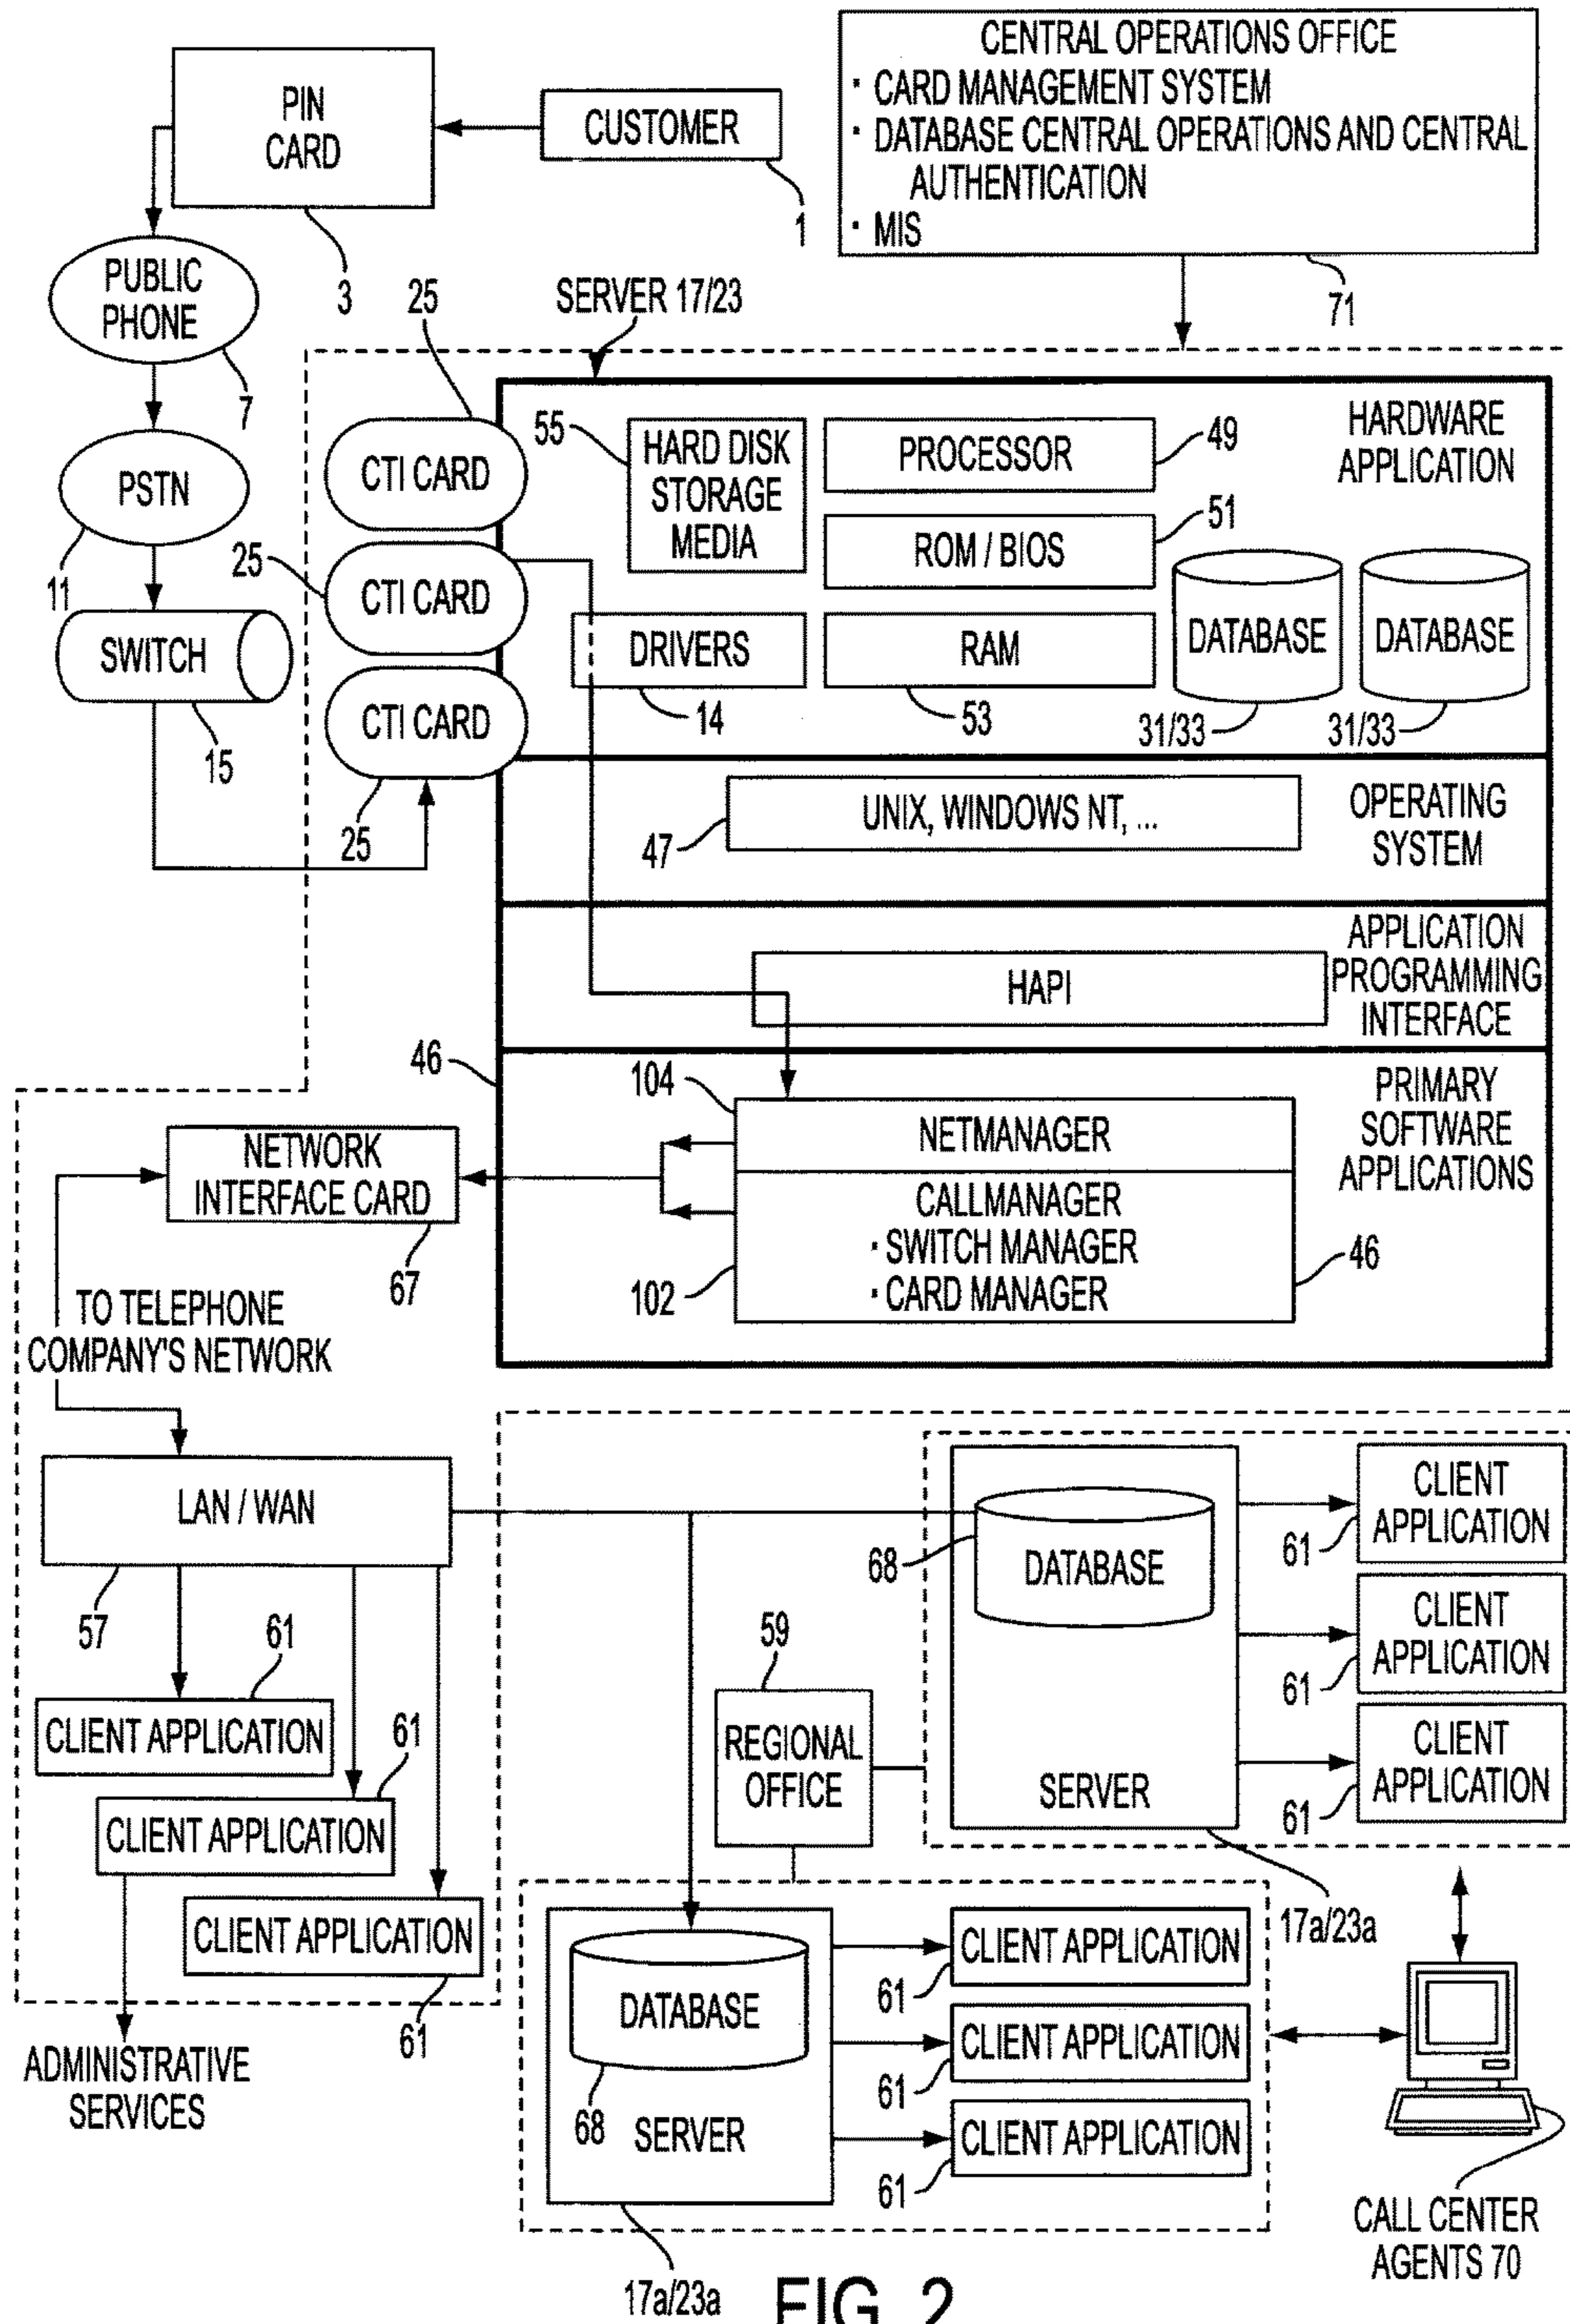 CENTRAL OPERATIONS OFFICE
· CARD MANAGEMENT SYSTEM
· DATABASE CENTRAL OPERATIONS AND CENTRAL
AUTHENTICATION
· MIS
71
PIN
CARD
3
CUSTOMER
1
PUBLIC
PHONE
7
PSTN
11
SWITCH
15
25
SERVER 17/23
CTI CARD
25
CTI CARD
CTI CARD
25
55
HARD DISK
STORAGE
MEDIA
PROCESSOR
49
HARDWARE
APPLICATION
ROM / BIOS
51
DRIVERS
14
RAM
53
DATABASE
31/33
DATABASE
31/33
UNIX, WINDOWS NT, ...
47
OPERATING
SYSTEM
HAPI
APPLICATION
PROGRAMMING
INTERFACE
46
104
NETMANAGER
CALLMANAGER
· SWITCH MANAGER
· CARD MANAGER
102
46
PRIMARY
SOFTWARE
APPLICATIONS
NETWORK
INTERFACE CARD
67
TO TELEPHONE
COMPANY'S NETWORK
LAN / WAN
57
61
CLIENT APPLICATION
61
CLIENT APPLICATION
CLIENT APPLICATION
61
ADMINISTRATIVE
SERVICES
68
DATABASE
SERVER
17a/23a
CLIENT
APPLICATION
61
CLIENT
APPLICATION
61
CLIENT
APPLICATION
61
59
REGIONAL
OFFICE
DATABASE
68
SERVER
17a/23a
CLIENT APPLICATION
61
CLIENT APPLICATION
61
CLIENT APPLICATION
61
CALL CENTER
AGENTS 70
FIG. 2